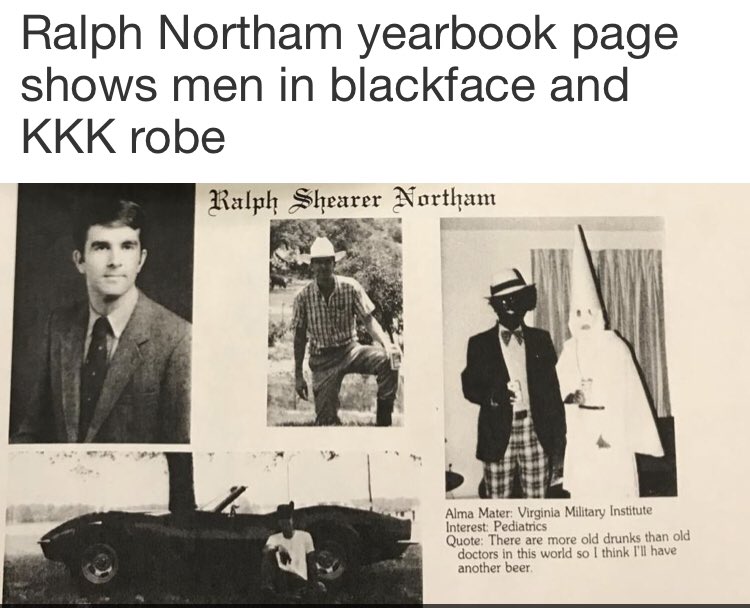 Ralph Northam yearbook page
shows men in blackface and
KKK robe
Ralph Shearer Northam
Alma Mater: Virginia Military Institute
Interest: Pediatrics
Quote: There are more old drunks than old
doctors in this world so I think I'll have
another beer.